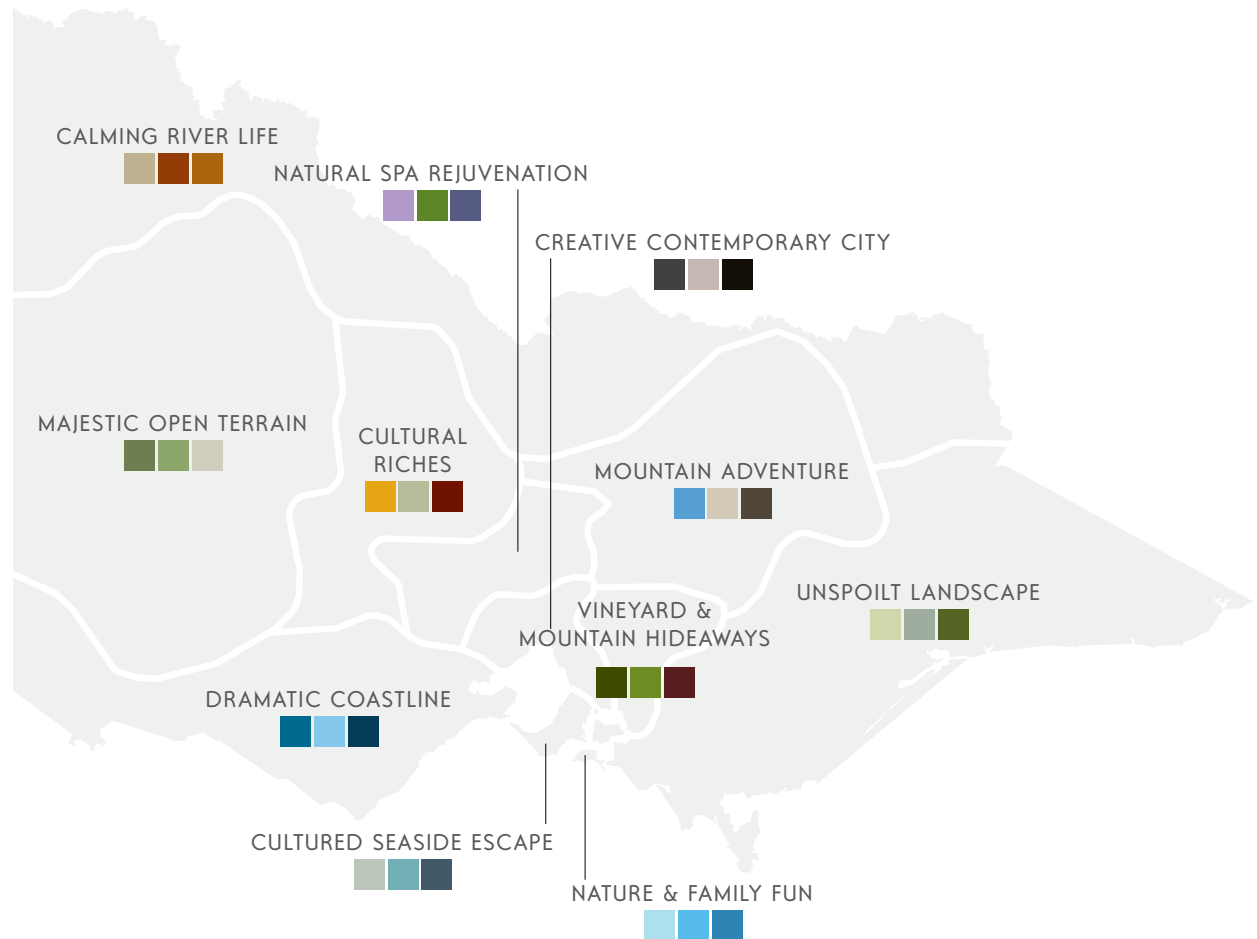 CALMING RIVER LIFE
NATURAL SPA REJUVENATION
CREATIVE CONTEMPORARY CITY
MAJESTIC OPEN TERRAIN
CULTURAL
RICHES
MOUNTAIN ADVENTURE
UNSPOILT LANDSCAPE
VINEYARD &
MOUNTAIN HIDEAWAYS
DRAMATIC COASTLINE
CULTURED SEASIDE ESCAPE
NATURE & FAMILY FUN